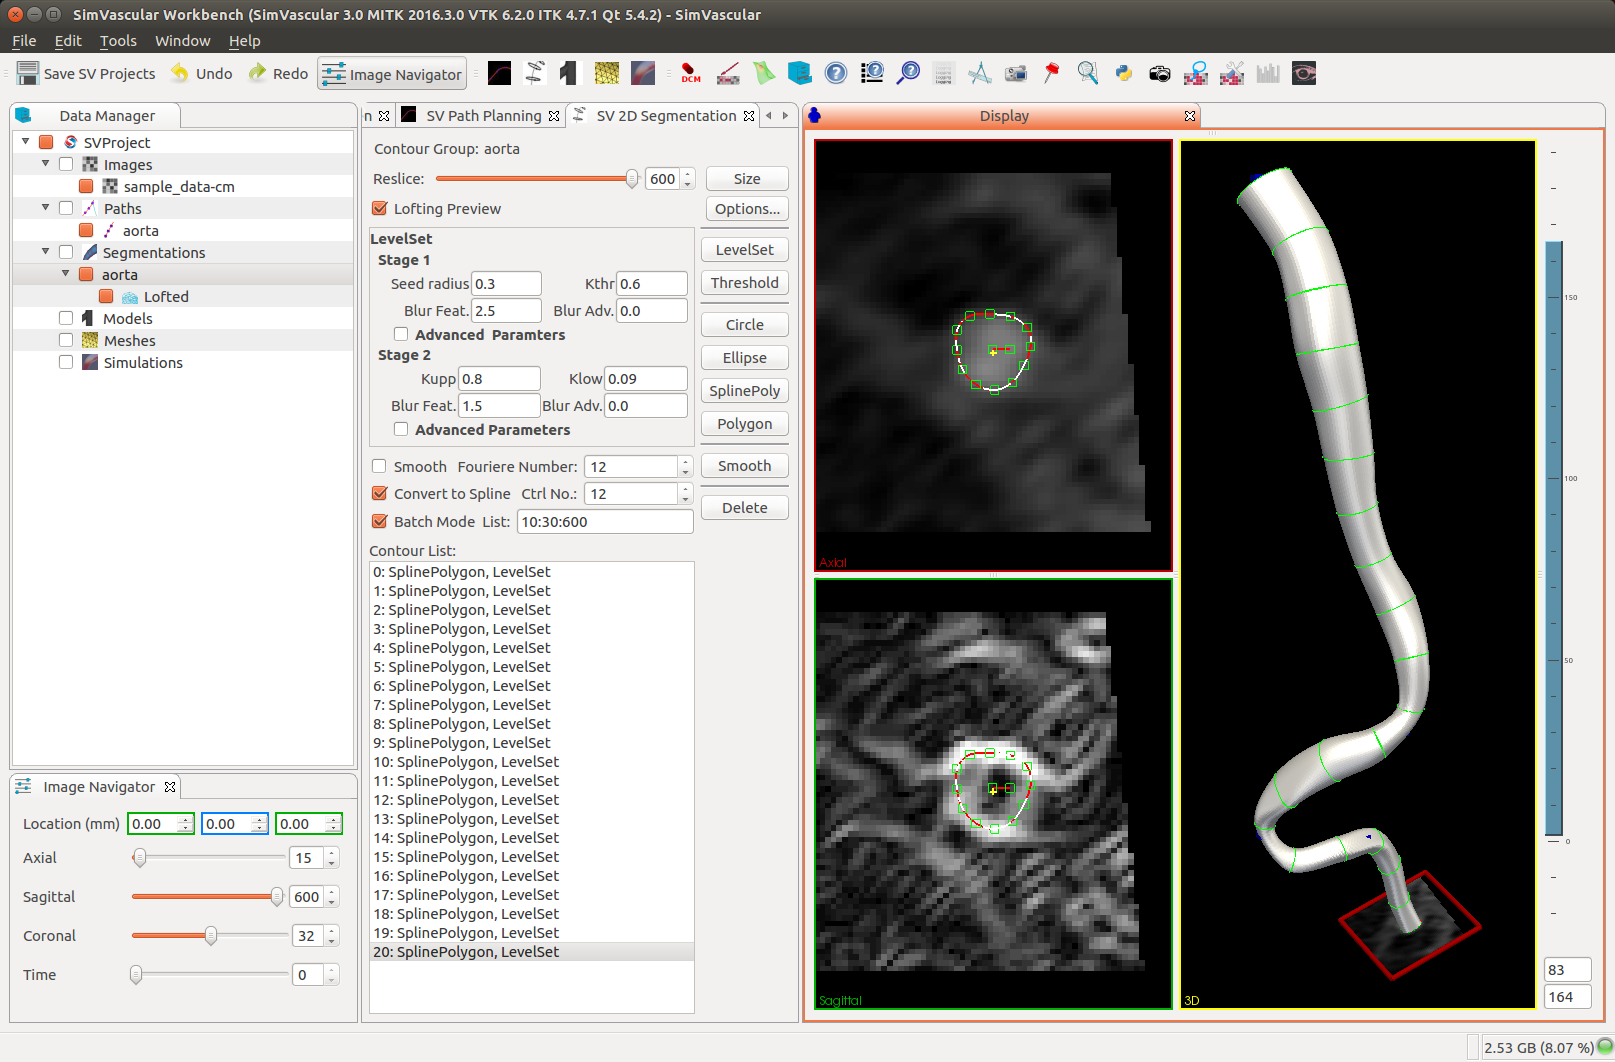 SimVascular Workbench (SimVascular 3.0 MITK 2016.3.0 VTK 6.2.0 ITK 4.7.1 Qt 5.4.2) - SimVascular
File Edit Tools Window Help
Save SV Projects Undo Redo Image Navigator DCM
Data Manager
SVProject
Images
sample_data-cm
Paths
aorta
Segmentations
aorta
Lofted
Models
Meshes
Simulations
Image Navigator
Location (mm) 0.00 0.00 0.00
Axial 15
Sagittal 600
Coronal 32
Time 0
n SV Path Planning SV 2D Segmentation
Contour Group: aorta
Reslice: 600 Size
Lofting Preview Options...
LevelSet
Stage 1
Seed radius 0.3 Kthr 0.6
Blur Feat. 2.5 Blur Adv. 0.0
Advanced Paramters
Stage 2
Kupp 0.8 Klow 0.09
Blur Feat. 1.5 Blur Adv. 0.0
Advanced Parameters
LevelSet
Threshold
Circle
Ellipse
SplinePoly
Polygon
Smooth
Delete
Smooth Fouriere Number: 12
Convert to Spline Ctrl No.: 12
Batch Mode List: 10:30:600
Contour List:
0: SplinePolygon, LevelSet
1: SplinePolygon, LevelSet
2: SplinePolygon, LevelSet
3: SplinePolygon, LevelSet
4: SplinePolygon, LevelSet
5: SplinePolygon, LevelSet
6: SplinePolygon, LevelSet
7: SplinePolygon, LevelSet
8: SplinePolygon, LevelSet
9: SplinePolygon, LevelSet
10: SplinePolygon, LevelSet
11: SplinePolygon, LevelSet
12: SplinePolygon, LevelSet
13: SplinePolygon, LevelSet
14: SplinePolygon, LevelSet
15: SplinePolygon, LevelSet
16: SplinePolygon, LevelSet
17: SplinePolygon, LevelSet
18: SplinePolygon, LevelSet
19: SplinePolygon, LevelSet
20: SplinePolygon, LevelSet
Display
Axial
Sagittal
3D
150
100
50
0
83
164
2.53 GB (8.07 %)